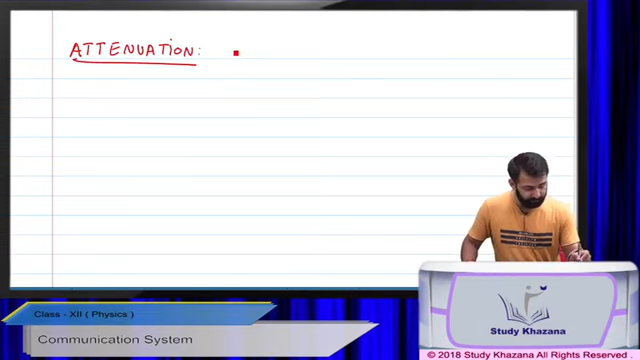 ATTENUATION:
Study Khazana
Class - XII ( Physics )
Communication System
© 2018 Study Khazana All Rights Reserved .